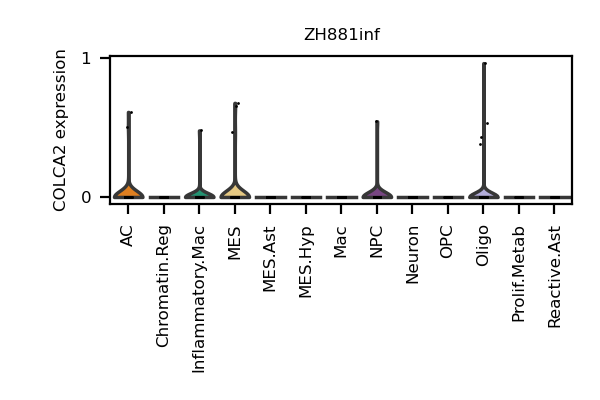 ZH881inf
COLCA2 expression
1
0
AC
Chromatin.Reg
Inflammatory.Mac
MES
MES.Ast
MES.Hyp
Mac
NPC
Neuron
OPC
Oligo
Prolif.Metab
Reactive.Ast